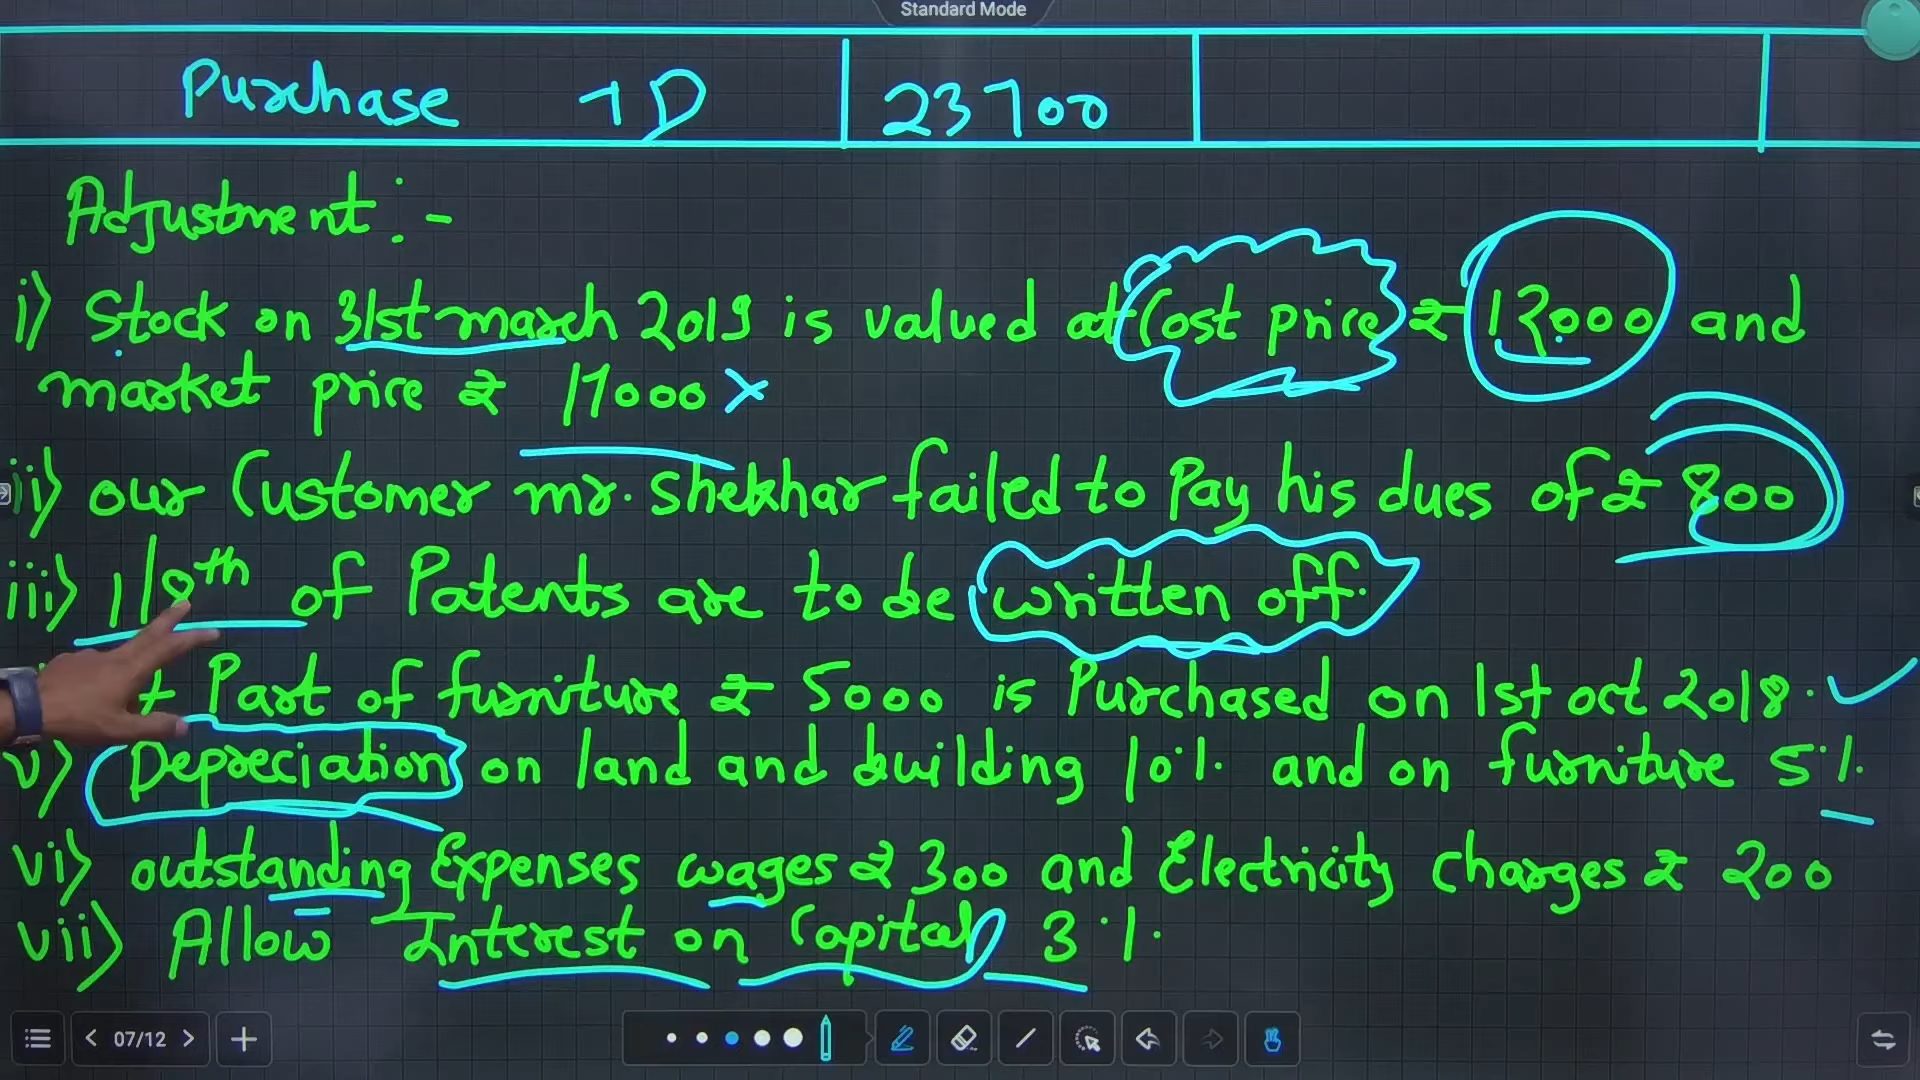 Standard Mode
Purchase 23700
Adjustment :-
i) Stock on 31st march 2019 is valued at Cost price ₹ and
market price ₹ 17000 X
ii) our Customer mr. Shekhar failed to Pay his dues of ₹ 800
iii) 1/8th of Patents are to be written off.
Part of furniture ₹ 5000 is Purchased on 1st oct 2018.
v) Depreciation on land and building 10%. and on furniture 5%.
vi) outstanding Expenses wages ₹ 300 and Electricity Charges ₹ 200
vii) Allow Interest on Capital 3%.
07/12